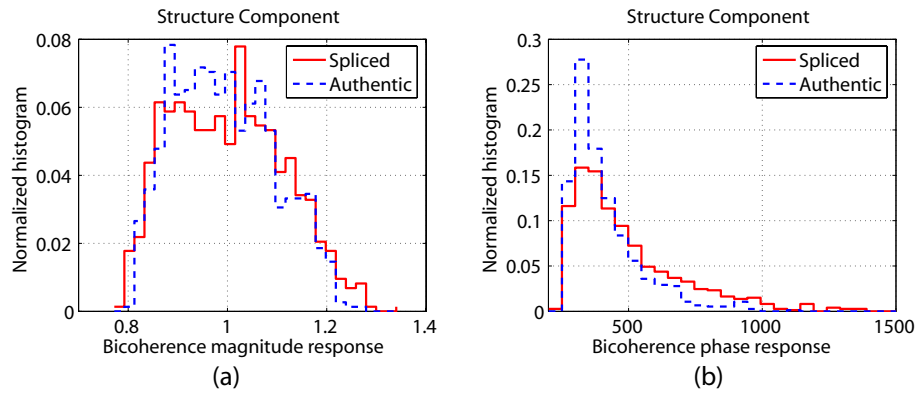 Structure Component
Normalized histogram
0.08
0.06
0.04
0.02
0
0.8
1
1.2
1.4
Spliced
Authentic
Bicoherence magnitude response
(a)
Structure Component
Normalized histogram
0.3
0.25
0.2
0.15
0.1
0.05
0
500
1000
1500
Spliced
Authentic
Bicoherence phase response
(b)